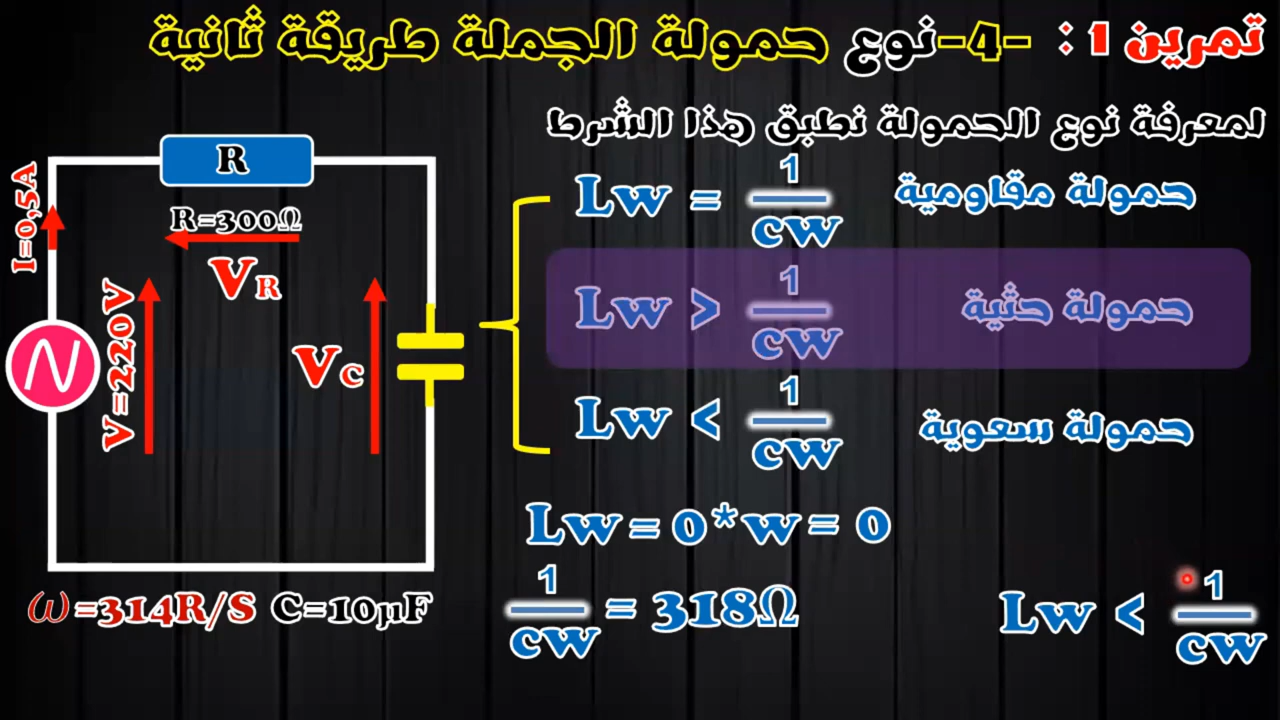 تمرين 1 : -4-نوع حمولة الجملة طريقة ثانية
لمعرفة نوع الحمولة نطبق هذا الشرط
R
R=300Ω
VR
I=0,5A
V=220V
Vc
ω=314R/S C=10µF
Lw = 1/cw حمولة مقاومية
Lw > 1/cw حمولة حثية
Lw < 1/cw حمولة سعوية
Lw = 0*w = 0
1/cw = 318Ω
Lw < 1/cw